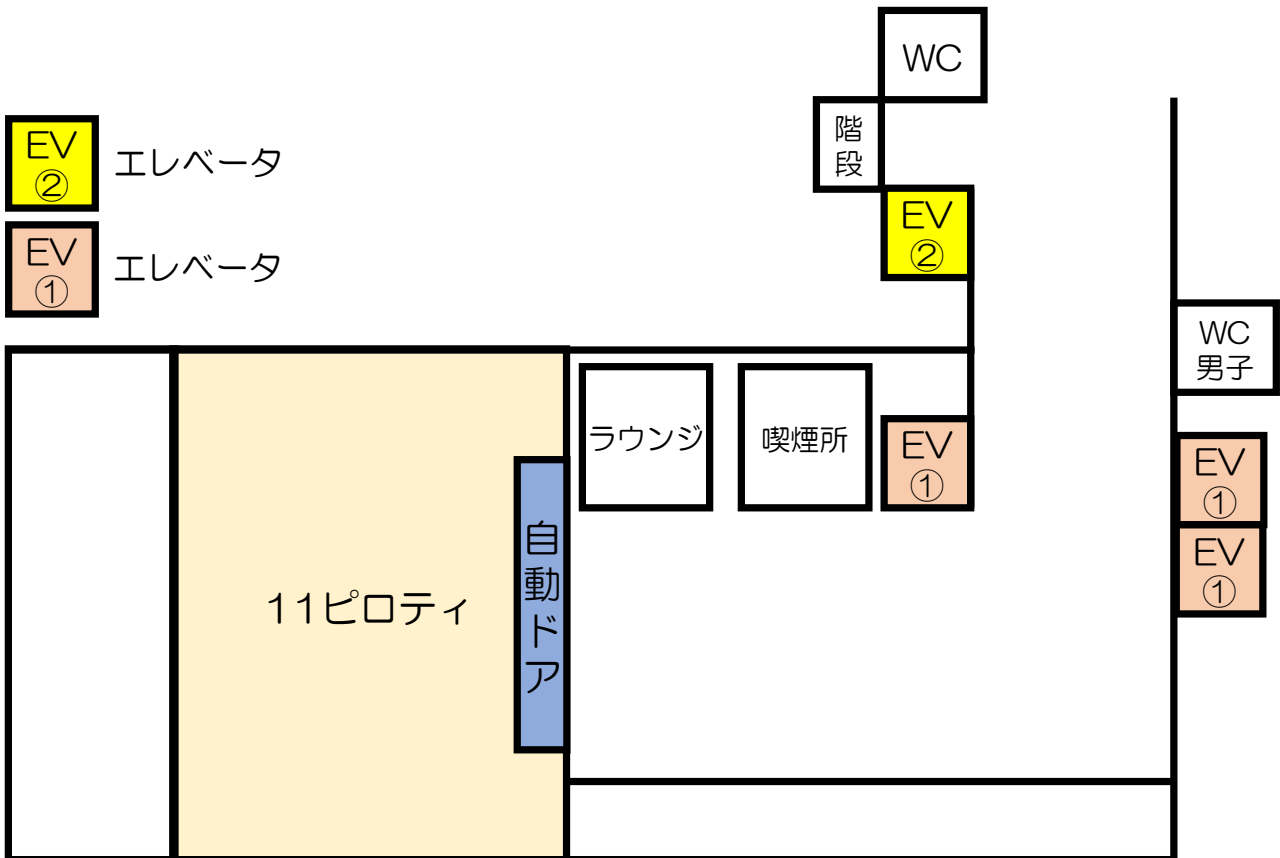 WC
階
段
EV
②
エレベータ
EV
①
エレベータ
EV
②
WC
男子
ラウンジ
喫煙所
EV
①
EV
①
EV
①
11ピロティ
自
動
ド
ア